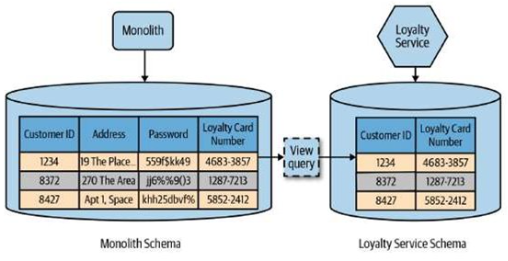 Monolith
Loyalty
Service
Customer ID Address Password Loyalty Card
Number
1234 19 The Place... 559f$kk49 4683-3857
8372 270 The Area jj6%%9()3 1287-7213
8427 Apt 1, Space khh25dbvf% 5852-2412
View
query
Customer ID Loyalty Card
Number
1234 4683-3857
8372 1287-7213
8427 5852-2412
Monolith Schema
Loyalty Service Schema